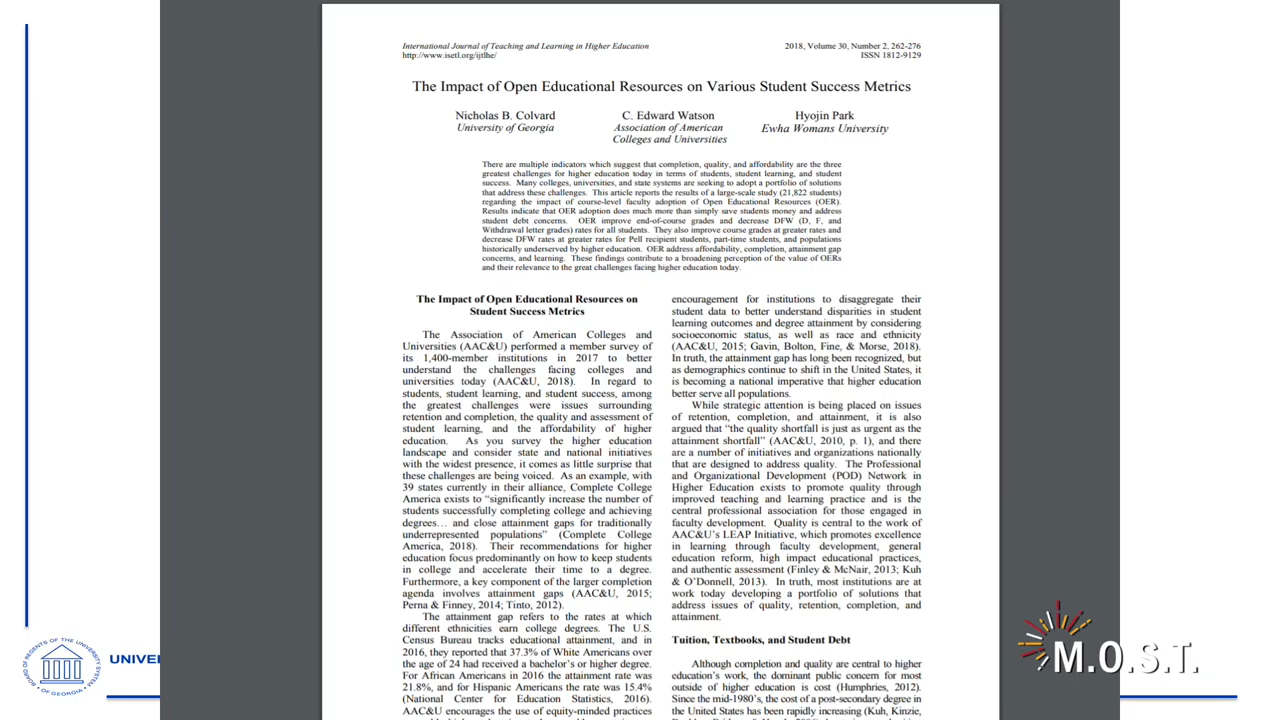 International Journal of Teaching and Learning in Higher Education
http://www.isetl.org/ijtlhe/
2018, Volume 30, Number 2, 262-276
ISSN 1812-9129
The Impact of Open Educational Resources on Various Student Success Metrics
Nicholas B. Colvard
University of Georgia
C. Edward Watson
Association of American
Colleges and Universities
Hyojin Park
Ewha Womans University
There are multiple indicators which suggest that completion, quality, and affordability are the three
greatest challenges for higher education today in terms of students, student learning, and student
success. Many colleges, universities, and state systems are seeking to adopt a portfolio of solutions
that address these challenges. This article reports the results of a large-scale study (21,822 students)
regarding the impact of course-level faculty adoption of Open Educational Resources (OER).
Results indicate that OER adoption does much more than simply save students money and address
student debt concerns. OER improve end-of-course grades and decrease DFW (D, F, and
Withdrawal letter grades) rates for all students. They also improve course grades at greater rates and
decrease DFW rates at greater rates for Pell recipient students, part-time students, and populations
historically underserved by higher education. OER address affordability, completion, attainment gap
concerns, and learning. These findings contribute to a broadening perception of the value of OERs
and their relevance to the great challenges facing higher education today.
The Impact of Open Educational Resources on
Student Success Metrics
The Association of American Colleges and
Universities (AAC&U) performed a member survey of
its 1,400-member institutions in 2017 to better
understand the challenges facing colleges and
universities today (AAC&U, 2018). In regard to
students, student learning, and student success, among
the greatest challenges were issues surrounding
retention and completion, the quality and assessment of
student learning, and the affordability of higher
education. As you survey the higher education
landscape and consider state and national initiatives
with the widest presence, it comes as little surprise that
these challenges are being voiced. As an example, with
39 states currently in their alliance, Complete College
America exists to “significantly increase the number of
students successfully completing college and achieving
degrees… and close attainment gaps for traditionally
underrepresented populations” (Complete College
America, 2018). Their recommendations for higher
education focus predominantly on how to keep students
in college and accelerate their time to a degree.
Furthermore, a key component of the larger completion
agenda involves attainment gaps (AAC&U, 2015;
Perna & Finney, 2014; Tinto, 2012).
The attainment gap refers to the rates at which
different ethnicities earn college degrees. The U.S.
Census Bureau tracks educational attainment, and in
2016, they reported that 37.3% of White Americans over
the age of 24 had received a bachelor’s or higher degree.
For African Americans in 2016 the attainment rate was
21.8%, and for Hispanic Americans the rate was 15.4%
(National Center for Education Statistics, 2016).
AAC&U encourages the use of equity-minded practices
encouragement for institutions to disaggregate their
student data to better understand disparities in student
learning outcomes and degree attainment by considering
socioeconomic status, as well as race and ethnicity
(AAC&U, 2015; Gavin, Bolton, Fine, & Morse, 2018).
In truth, the attainment gap has long been recognized, but
as demographics continue to shift in the United States, it
is becoming a national imperative that higher education
better serve all populations.
While strategic attention is being placed on issues
of retention, completion, and attainment, it is also
argued that “the quality shortfall is just as urgent as the
attainment shortfall” (AAC&U, 2010, p. 1), and there
are a number of initiatives and organizations nationally
that are designed to address quality. The Professional
and Organizational Development (POD) Network in
Higher Education exists to promote quality through
improved teaching and learning practice and is the
central professional association for those engaged in
faculty development. Quality is central to the work of
AAC&U’s LEAP Initiative, which promotes excellence
in learning through faculty development, general
education reform, high impact educational practices,
and authentic assessment (Finley & McNair, 2013; Kuh
& O’Donnell, 2013). In truth, most institutions are at
work today developing a portfolio of solutions that
address issues of quality, retention, completion, and
attainment.
Tuition, Textbooks, and Student Debt
Although completion and quality are central to higher
education’s work, the dominant public concern for most
outside of higher education is cost (Humphries, 2012).
Since the mid-1980’s, the cost of a post-secondary degree in
the United States has been rapidly increasing (Kuh, Kinzie,
BOARD OF REGENTS OF THE UNIVERSITY SYSTEM
OF GEORGIA
UNIVER
M.O.S.T.